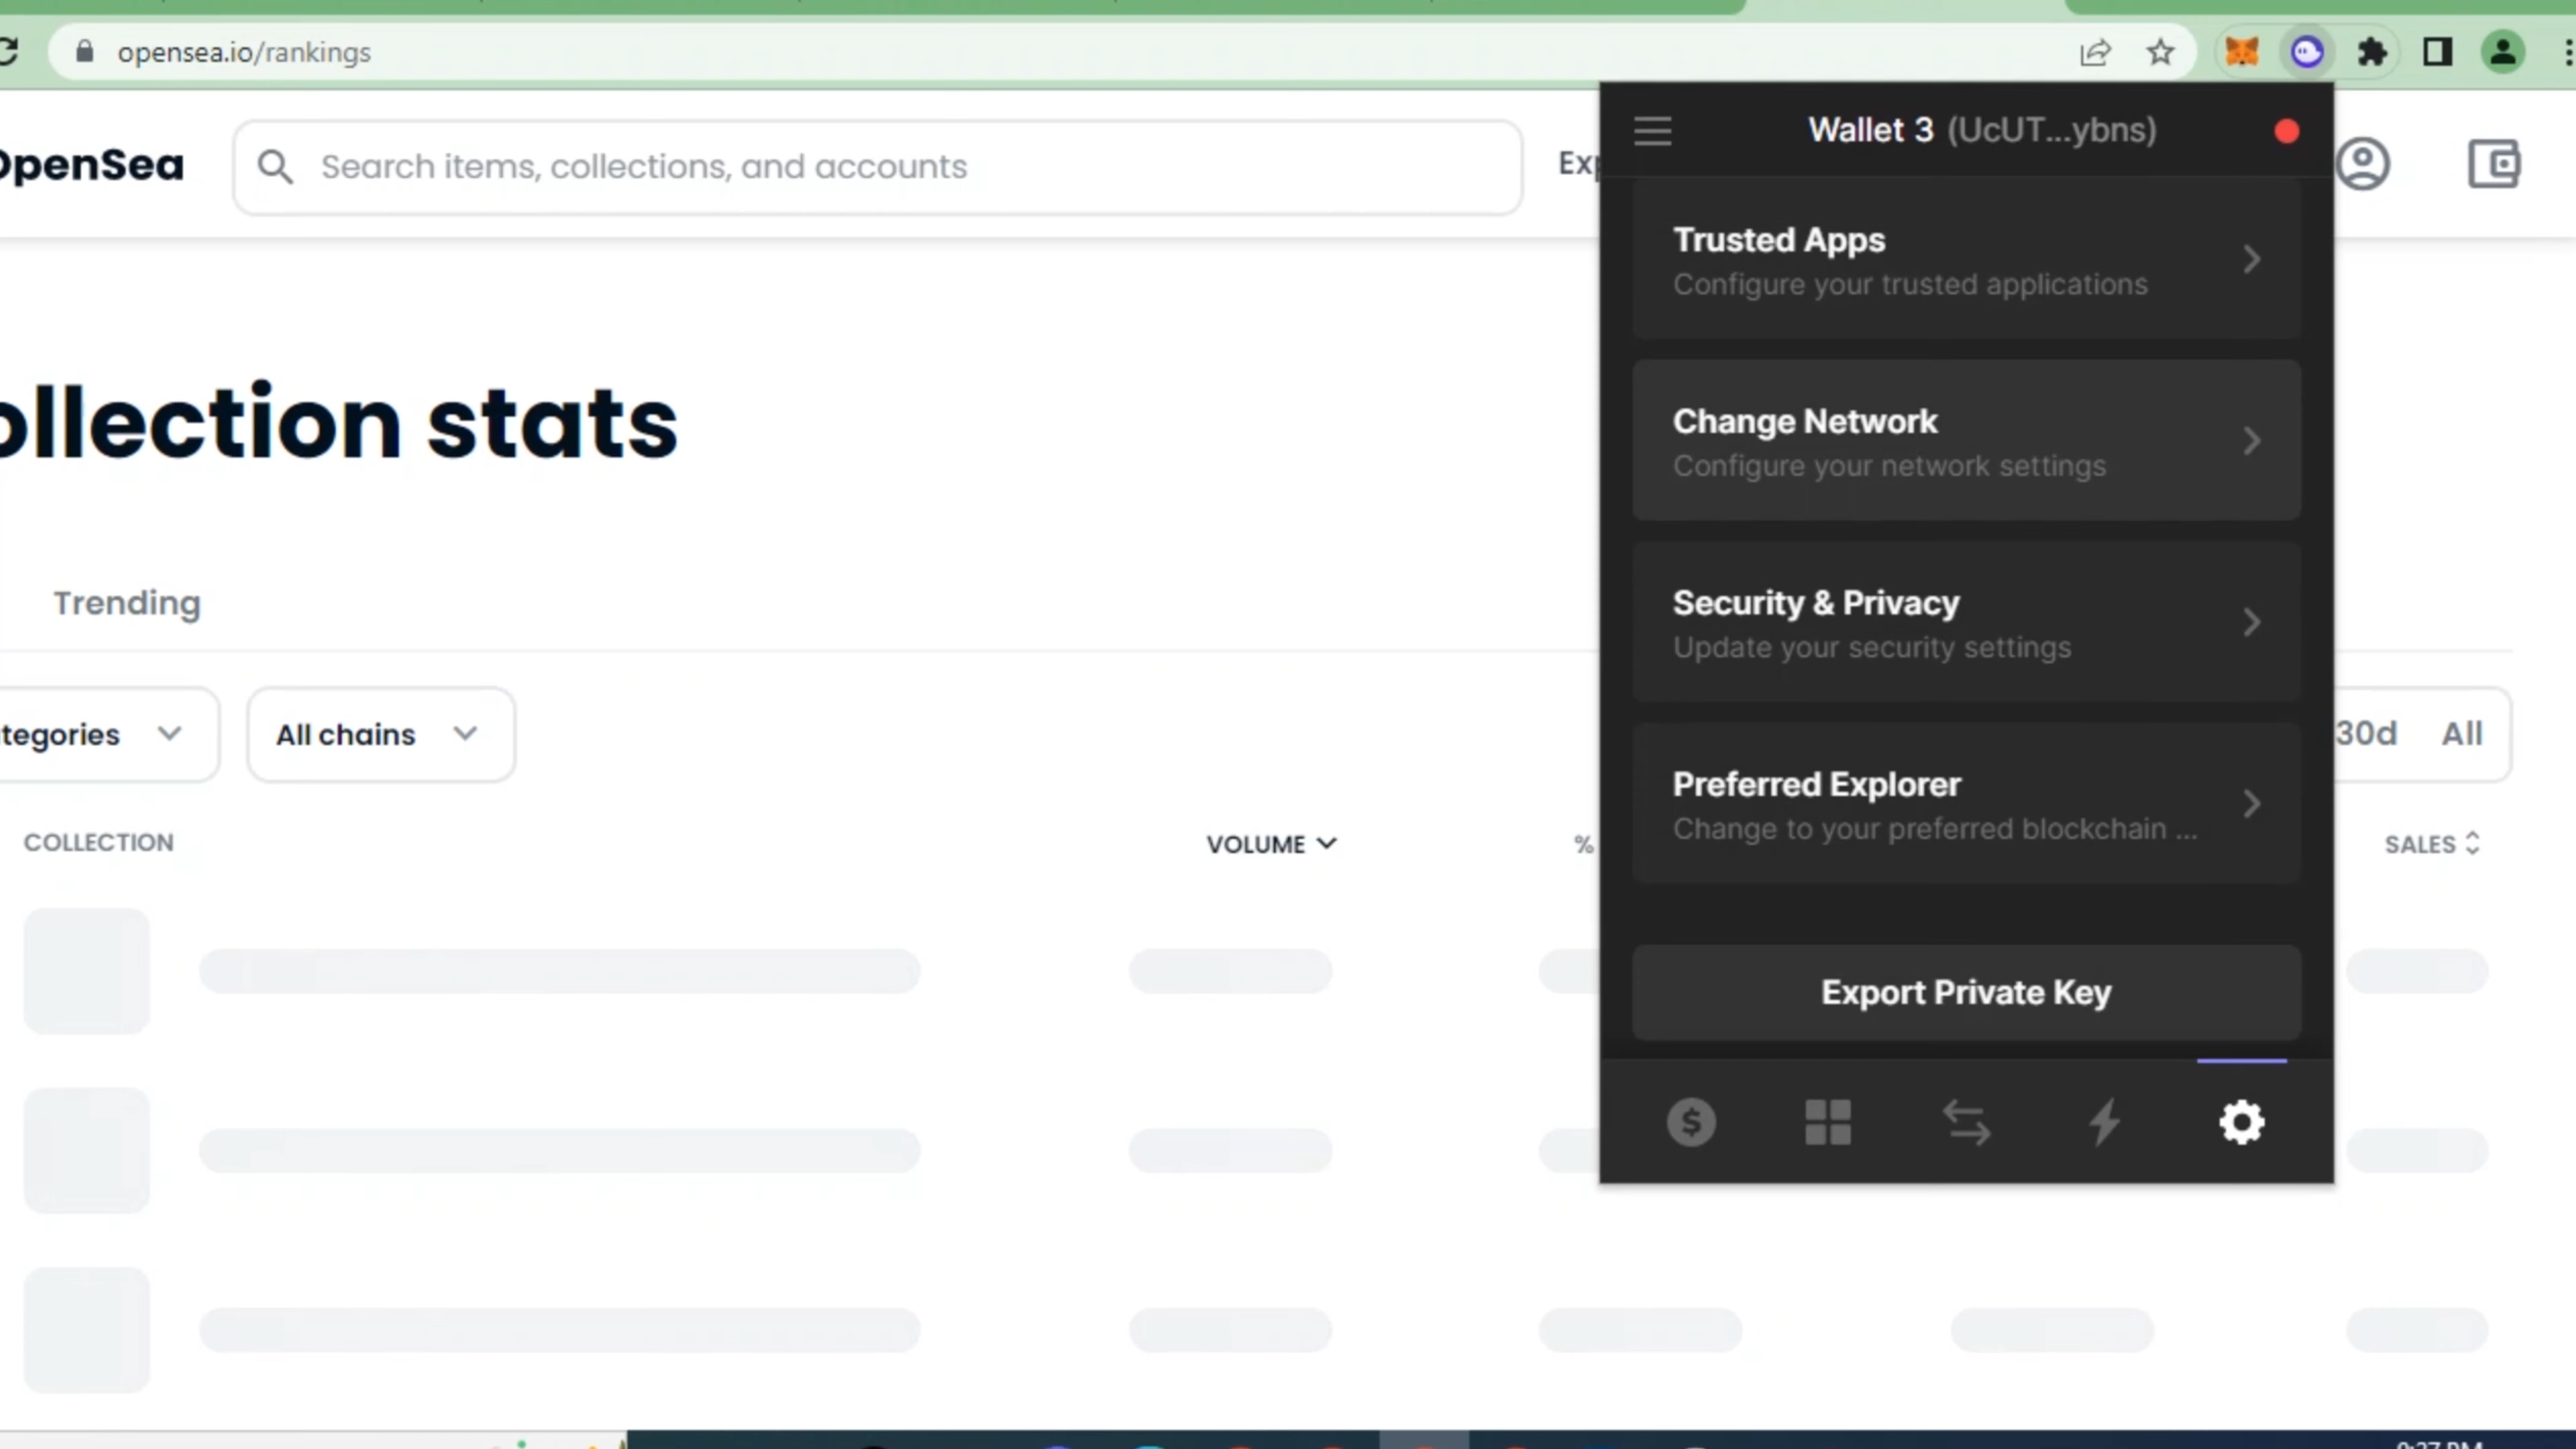 opensea.io/rankings
OpenSea
Search items, collections, and accounts
Exp
Wallet 3 (UcUT...ybns)
Trusted Apps
Configure your trusted applications
ollection stats
Change Network
Configure your network settings
Trending
Security & Privacy
Update your security settings
tegories
All chains
30d
All
Preferred Explorer
Change to your preferred blockchain ...
COLLECTION
VOLUME
%
SALES
Export Private Key